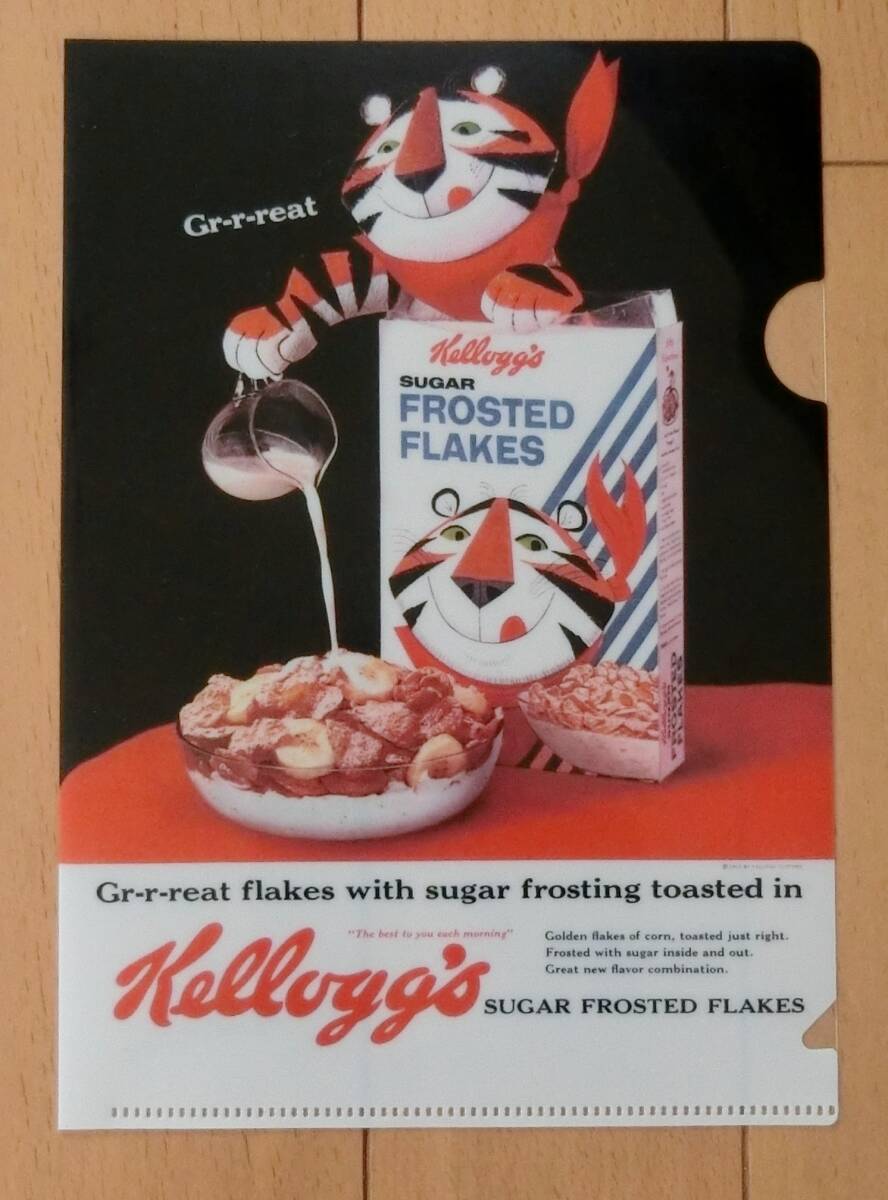 Gr-r-reat
Kellogg's
SUGAR
FROSTED
FLAKES
Gr-r-reat flakes with sugar frosting toasted in
"The best to you each morning"
Kellogg's
Golden flakes of corn, toasted just right.
Frosted with sugar inside and out.
Great new flavor combination.
SUGAR FROSTED FLAKES